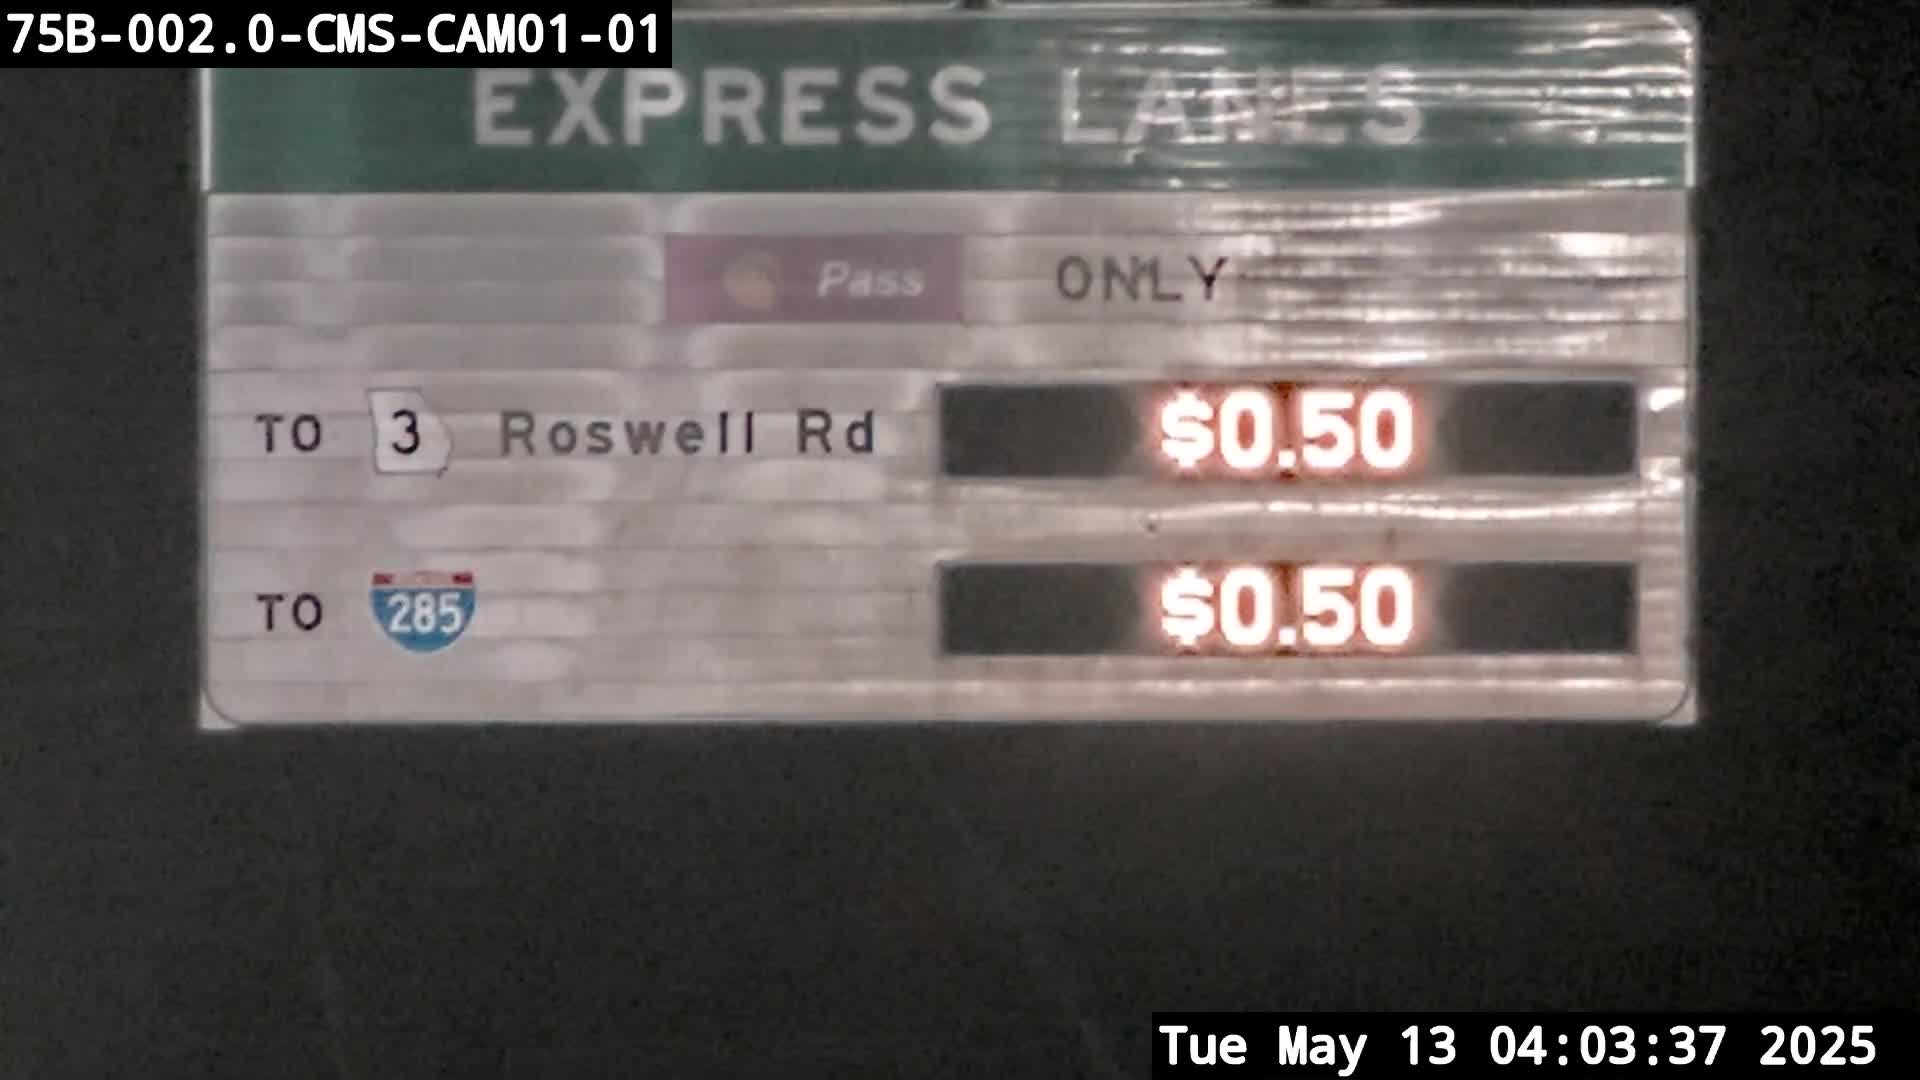 75B-002.0-CMS-CAM01-01
EXPRESS LANES
Pass ONLY
TO 3 Roswell Rd $0.50
TO 285 $0.50
Tue May 13 04:03:37 2025